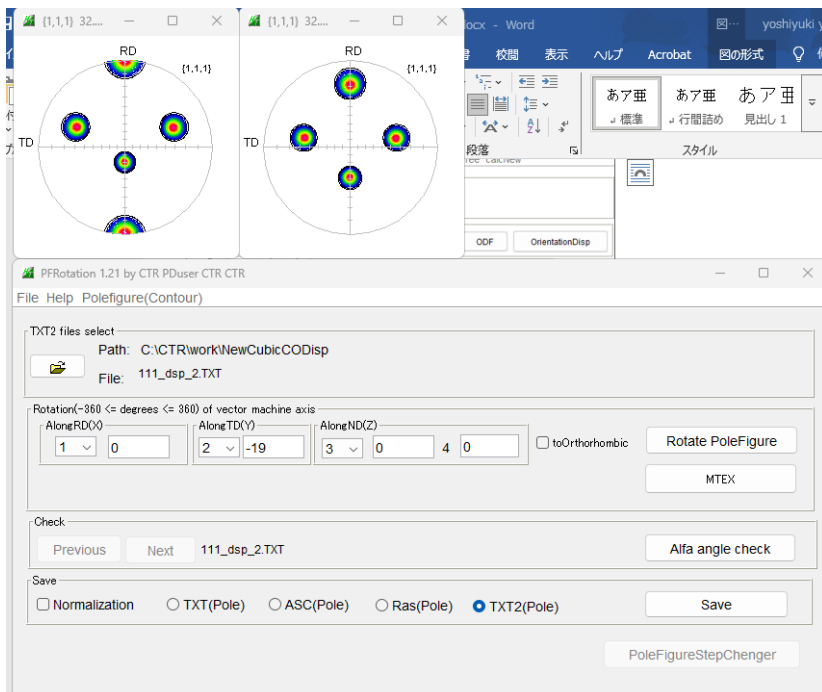 {1,1,1} 32....
{1,1,1} 32....
ocx - Word
図…
yoshiyuki y
校閲
表示
ヘルプ
Acrobat
図の形式
RD
{1,1,1}
TD
RD
{1,1,1}
TD
あア亜
標準
あア亜
行間詰め
あア亜
見出し 1
段落
スタイル
ODF
OrientationDisp
PFRotation 1.21 by CTR PDuser CTR CTR
File Help Polefigure(Contour)
TXT2 files select
Path: C:\CTR\work\NewCubicCODisp
File: 111_dsp_2.TXT
Rotation(-360 <= degrees <= 360) of vector machine axis
AlongRD(X)
AlongTD(Y)
AlongND(Z)
1 0
2 -19
3 0
4 0
toOrthorhombic
Rotate PoleFigure
MTEX
Check
Previous
Next
111_dsp_2.TXT
Alfa angle check
Save
Normalization
TXT(Pole)
ASC(Pole)
Ras(Pole)
TXT2(Pole)
Save
PoleFigureStepChenger